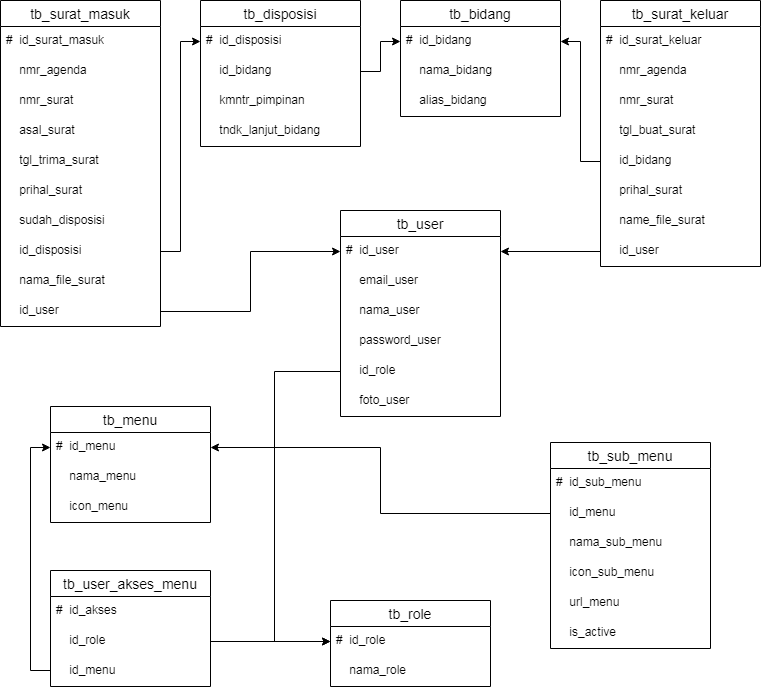 tb_surat_masuk
# id_surat_masuk
nmr_agenda
nmr_surat
asal_surat
tgl_trima_surat
prihal_surat
sudah_disposisi
id_disposisi
nama_file_surat
id_user
tb_disposisi
# id_disposisi
id_bidang
kmntr_pimpinan
tndk_lanjut_bidang
tb_bidang
# id_bidang
nama_bidang
alias_bidang
tb_surat_keluar
# id_surat_keluar
nmr_agenda
nmr_surat
tgl_buat_surat
id_bidang
prihal_surat
name_file_surat
id_user
tb_user
# id_user
email_user
nama_user
password_user
id_role
foto_user
tb_menu
# id_menu
nama_menu
icon_menu
tb_sub_menu
# id_sub_menu
id_menu
nama_sub_menu
icon_sub_menu
url_menu
is_active
tb_user_akses_menu
# id_akses
id_role
id_menu
tb_role
# id_role
nama_role